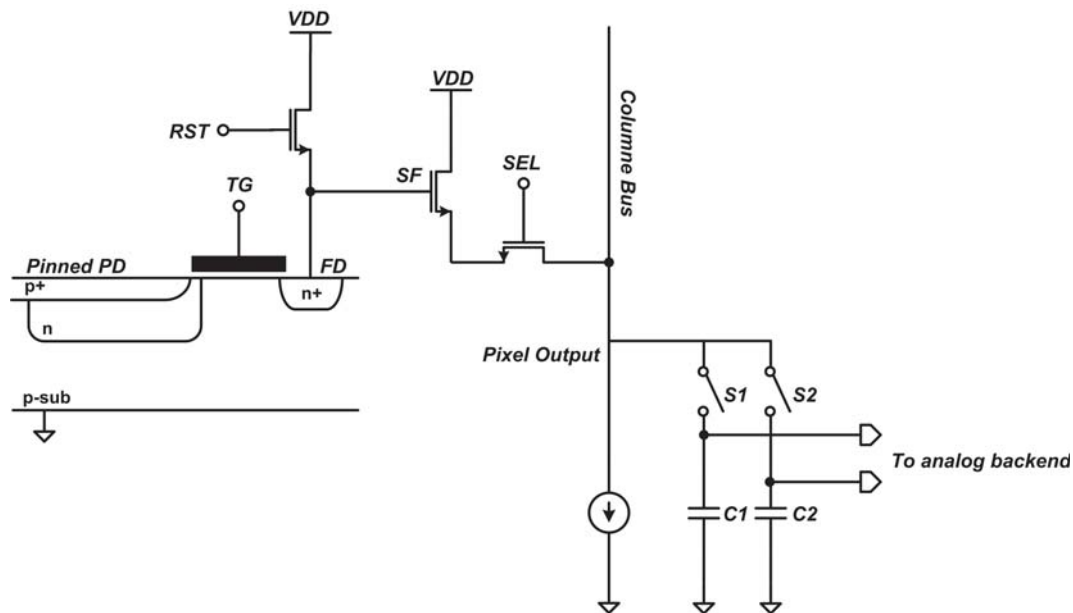 VDD
VDD
RST
TG
SF
SEL
Columne Bus
Pinned PD
FD
p+
n+
n
Pixel Output
p-sub
S1
S2
To analog backend
C1
C2